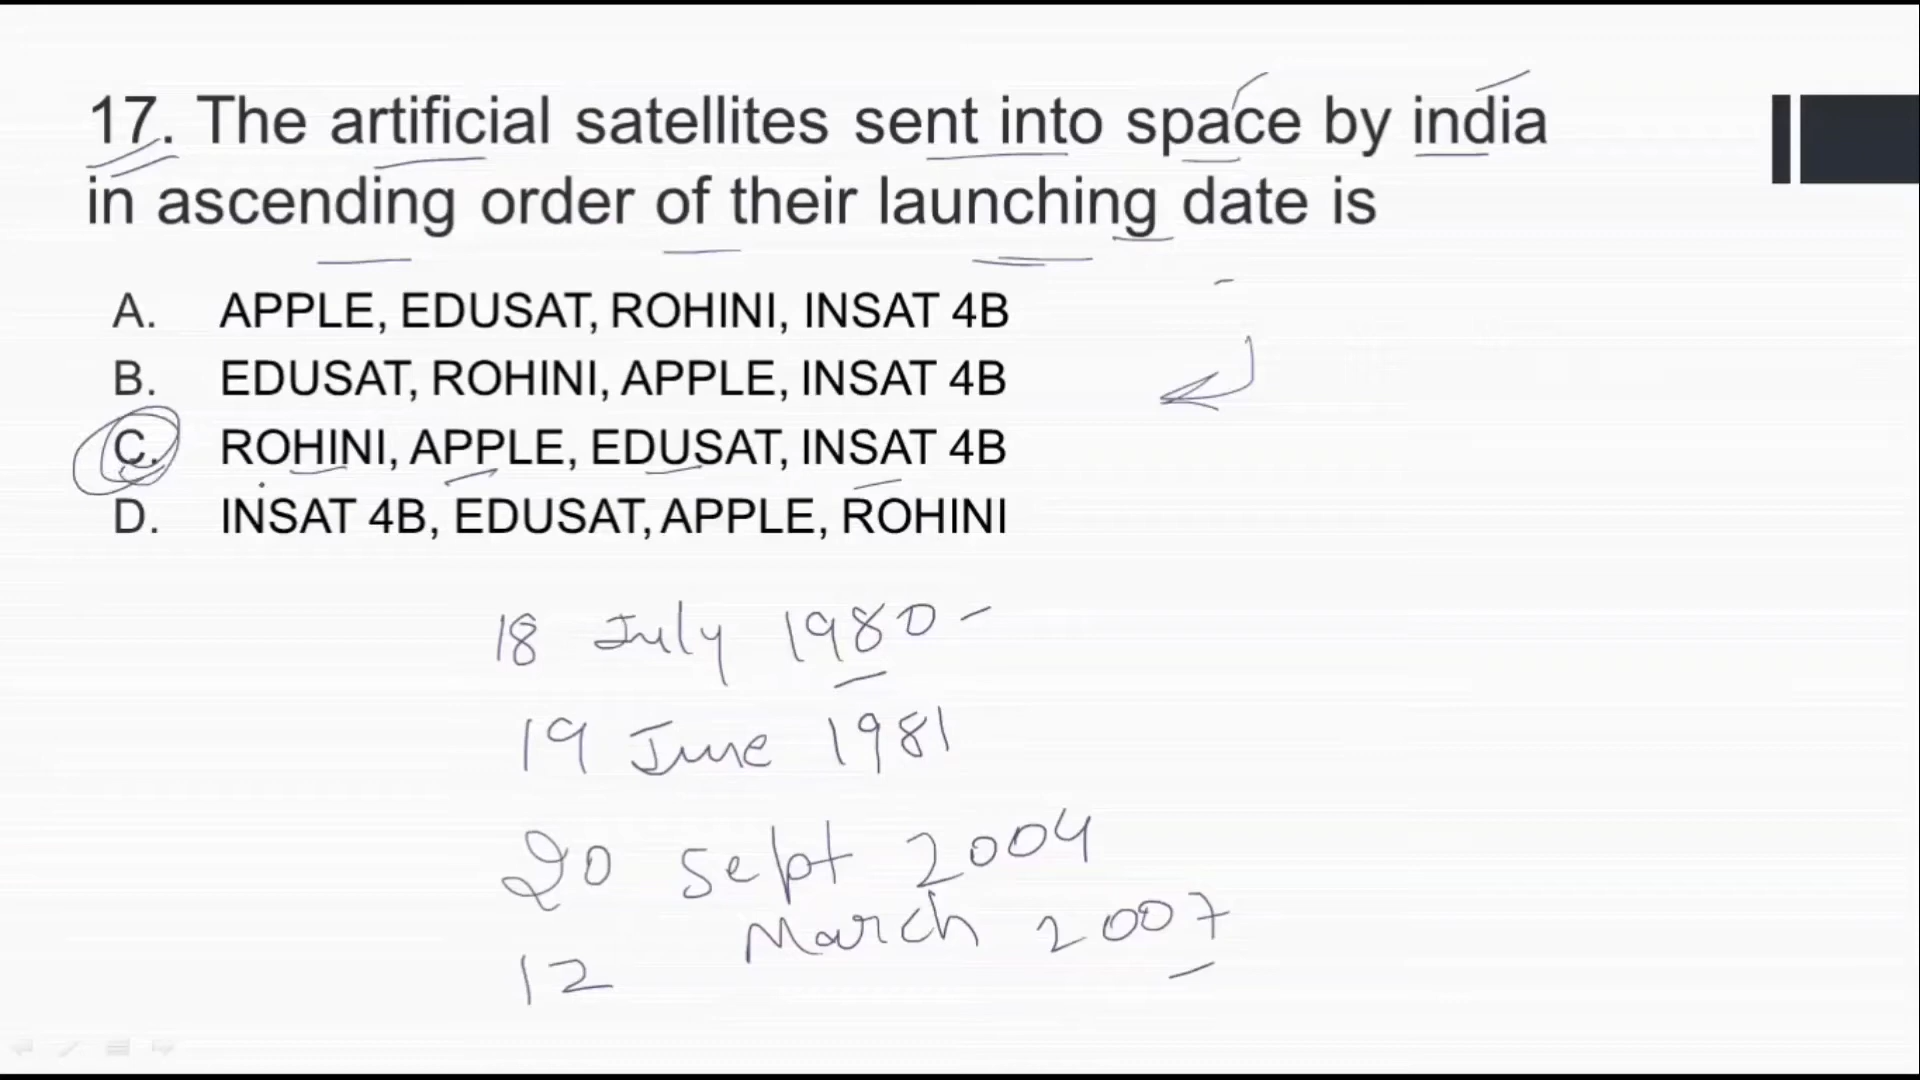 17. The artificial satellites sent into space by india
in ascending order of their launching date is
A. APPLE, EDUSAT, ROHINI, INSAT 4B
B. EDUSAT, ROHINI, APPLE, INSAT 4B
C. ROHINI, APPLE, EDUSAT, INSAT 4B
D. INSAT 4B, EDUSAT, APPLE, ROHINI
18 July 1980
19 June 1981
20 Sept 2004
12 March 2007